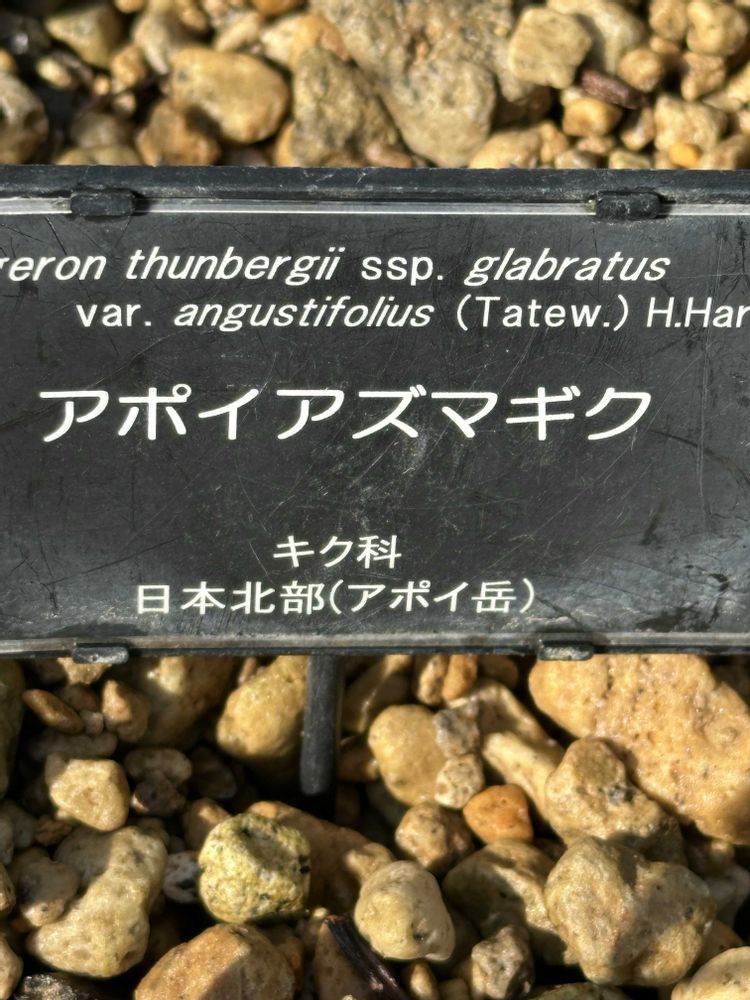 geron thunbergii ssp. glabratus
var. angustifolius (Tatew.) H.Har
アポイアズマギク
キク科
日本北部(アポイ岳)